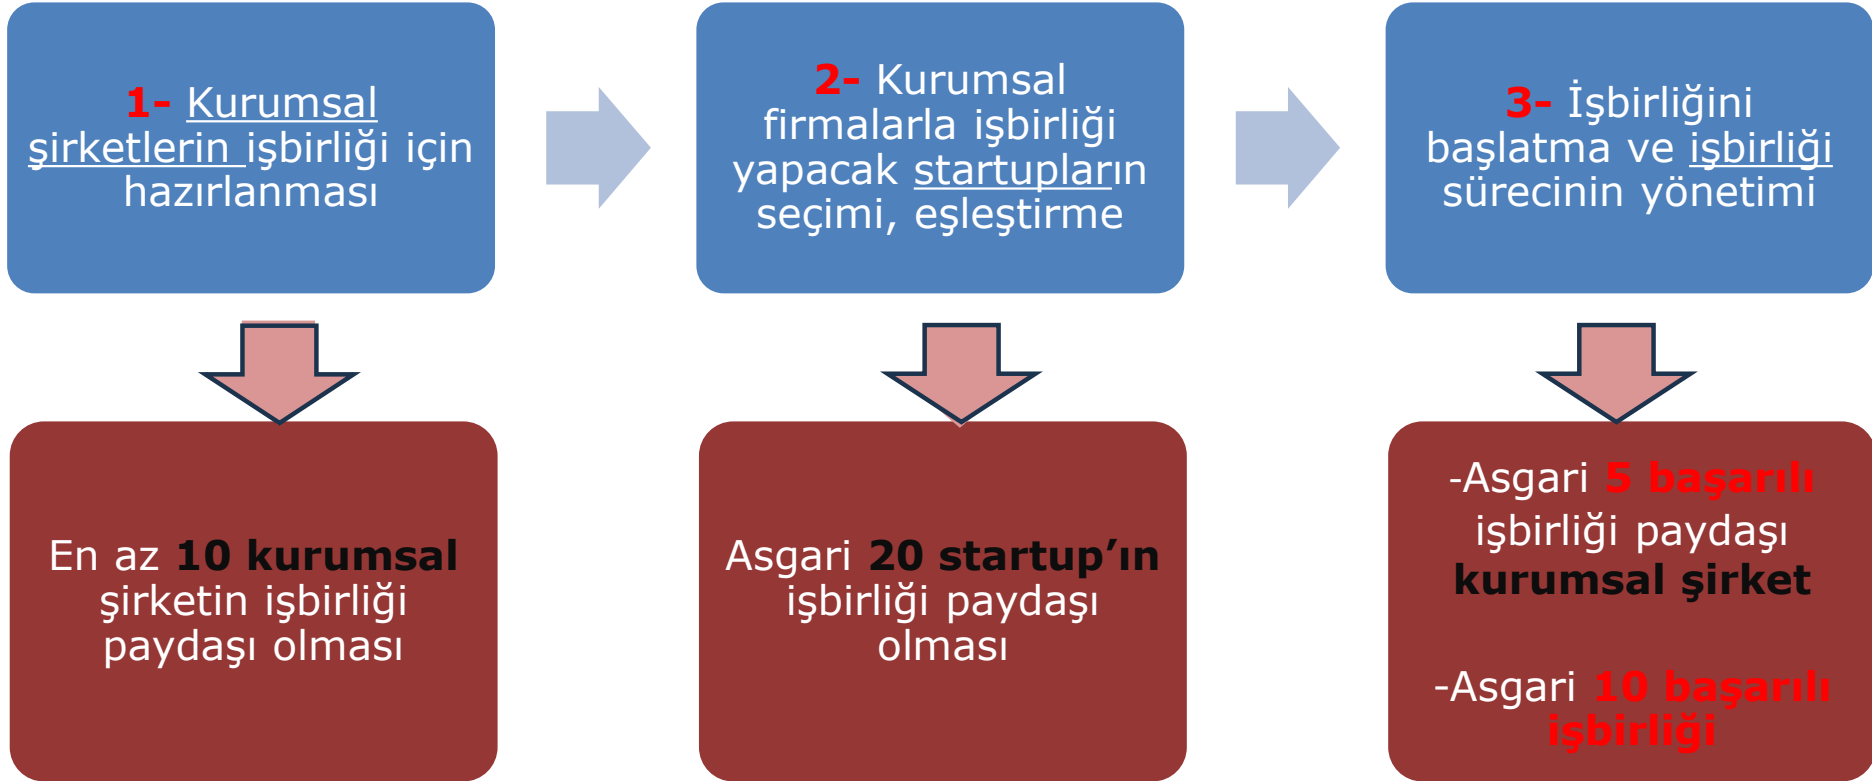 1- Kurumsal
şirketlerin işbirliği için
hazırlanması
2- Kurumsal
firmalarla işbirliği
yapacak startupların
seçimi, eşleştirme
3- İşbirliğini
başlatma ve işbirliği
sürecinin yönetimi
En az 10 kurumsal
şirketin işbirliği
paydaşı olması
Asgari 20 startup’ın
işbirliği paydaşı
olması
-Asgari 5 başarılı
işbirliği paydaşı
kurumsal şirket
-Asgari 10 başarılı
işbirliği